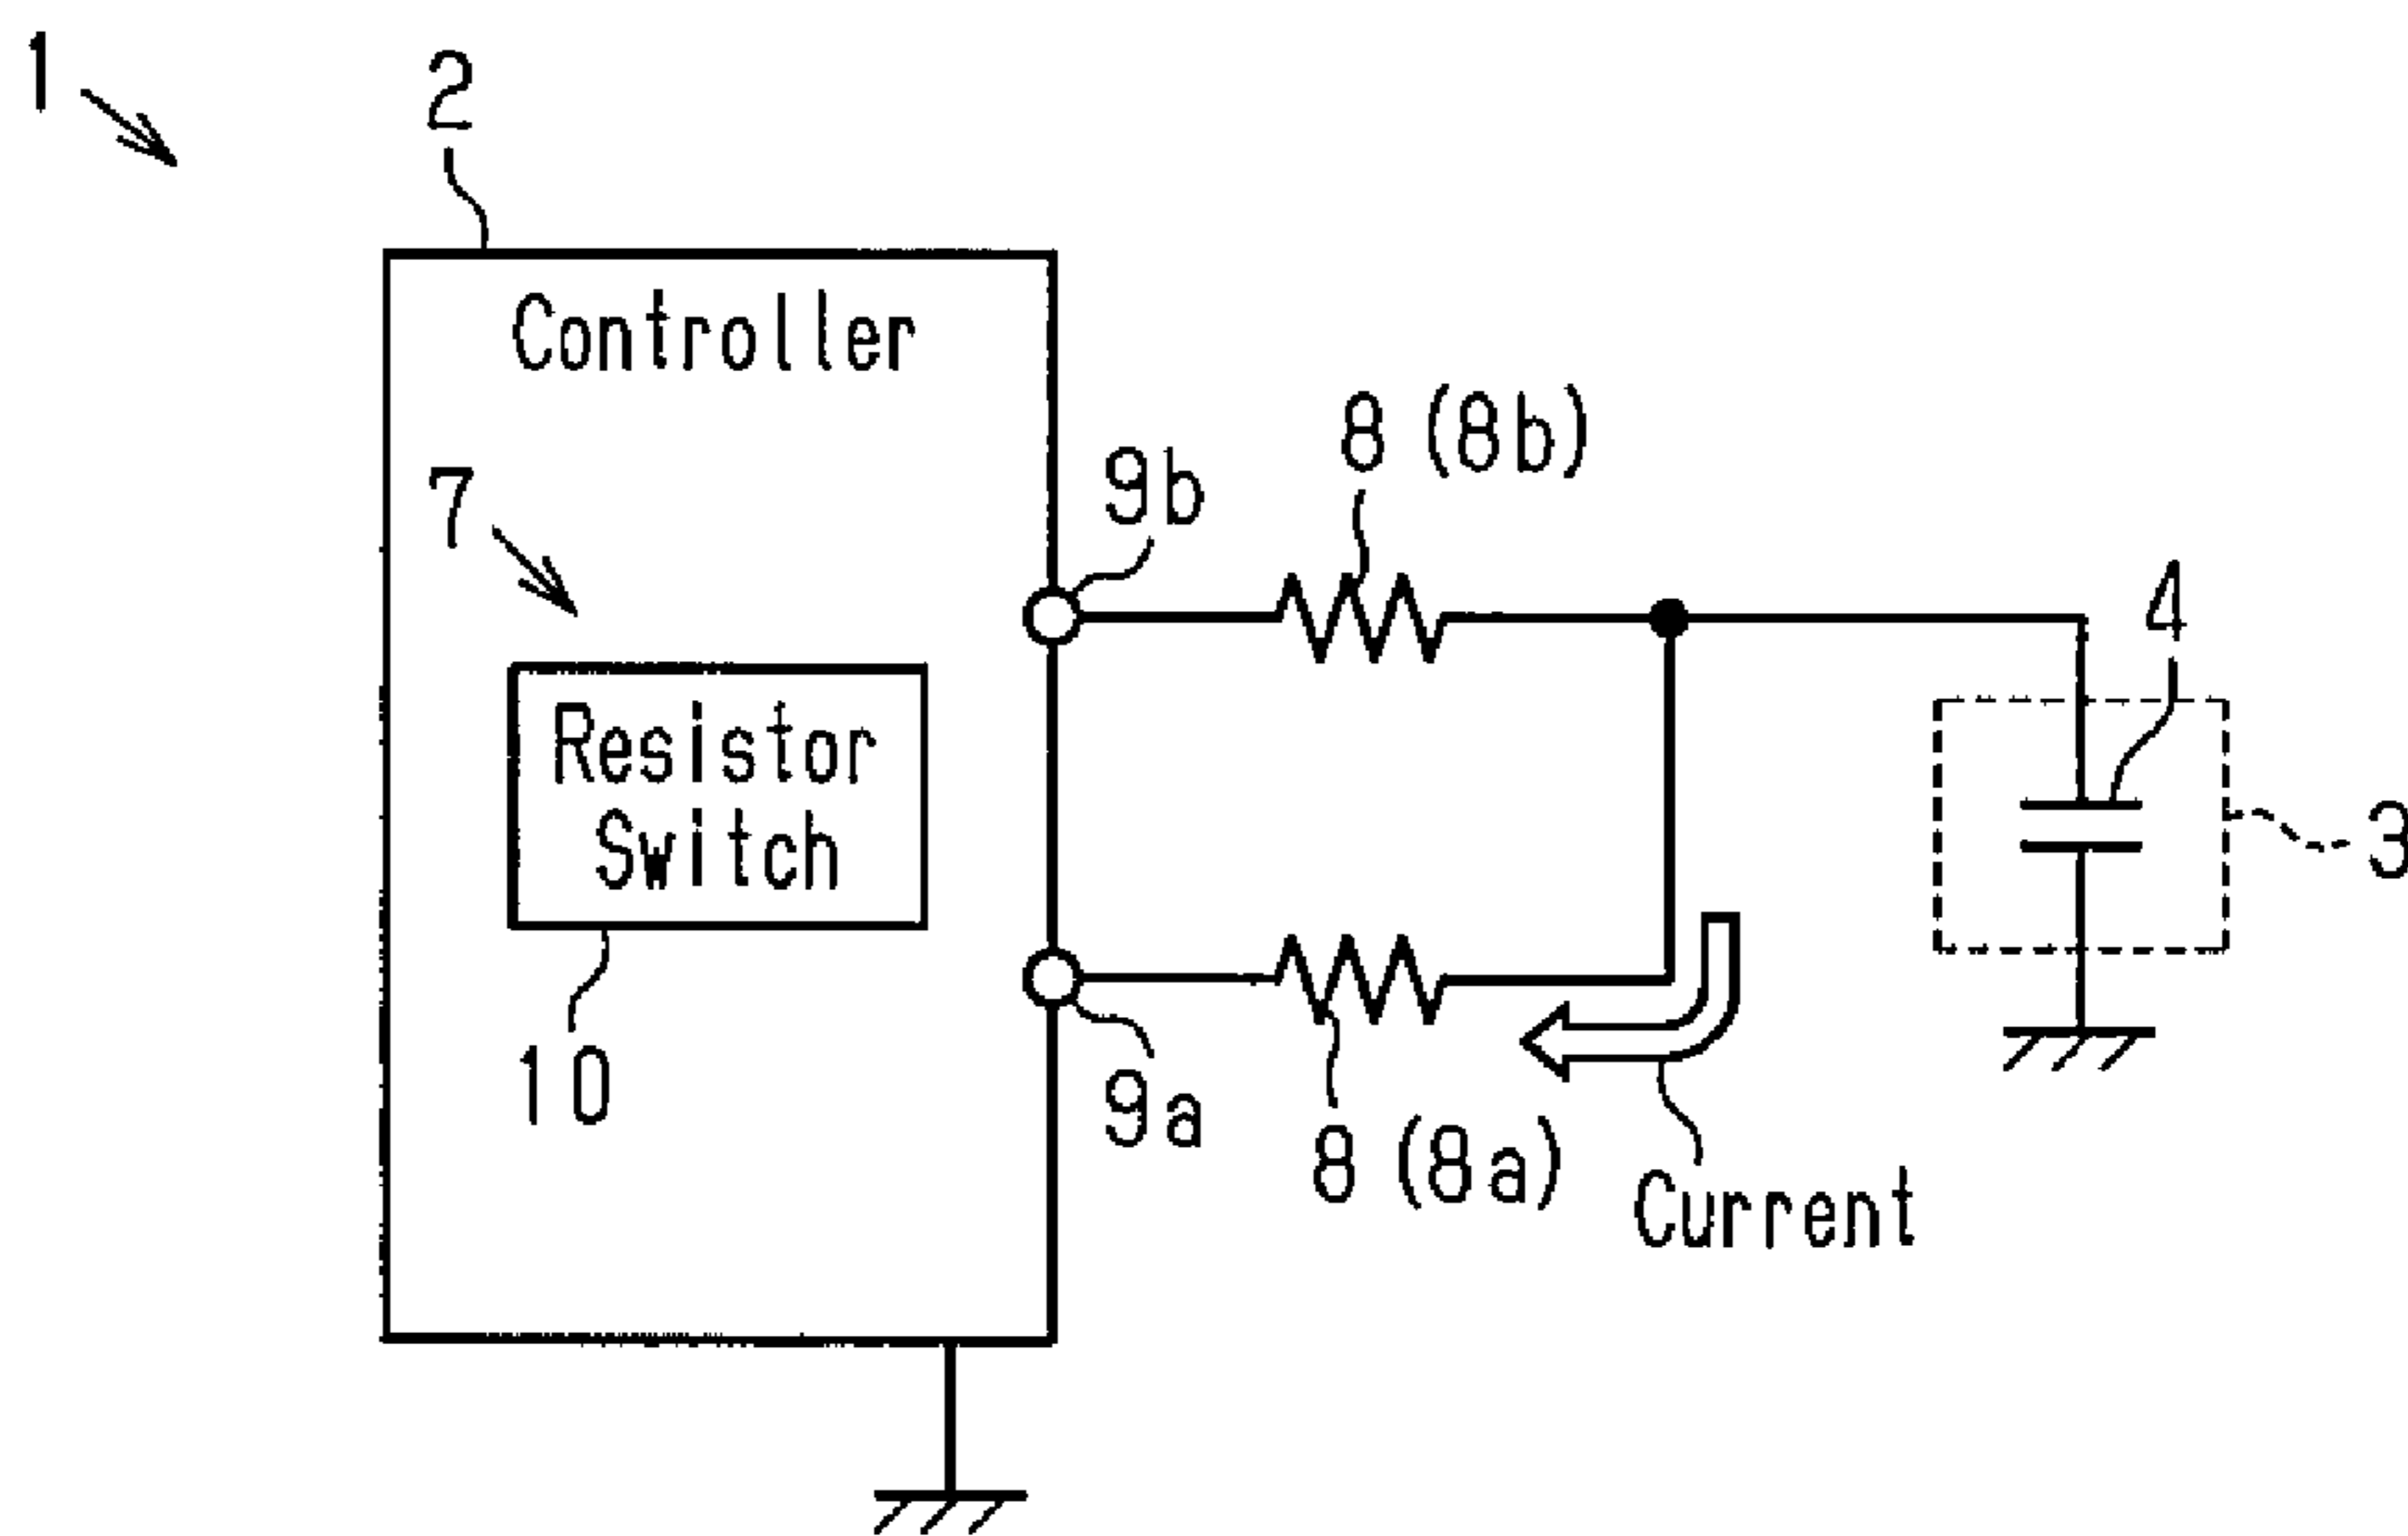 1
2
Controller
8 (8b)
9b
7
4
Resistor
Switch
3
10
9a
8 (8a)
Current